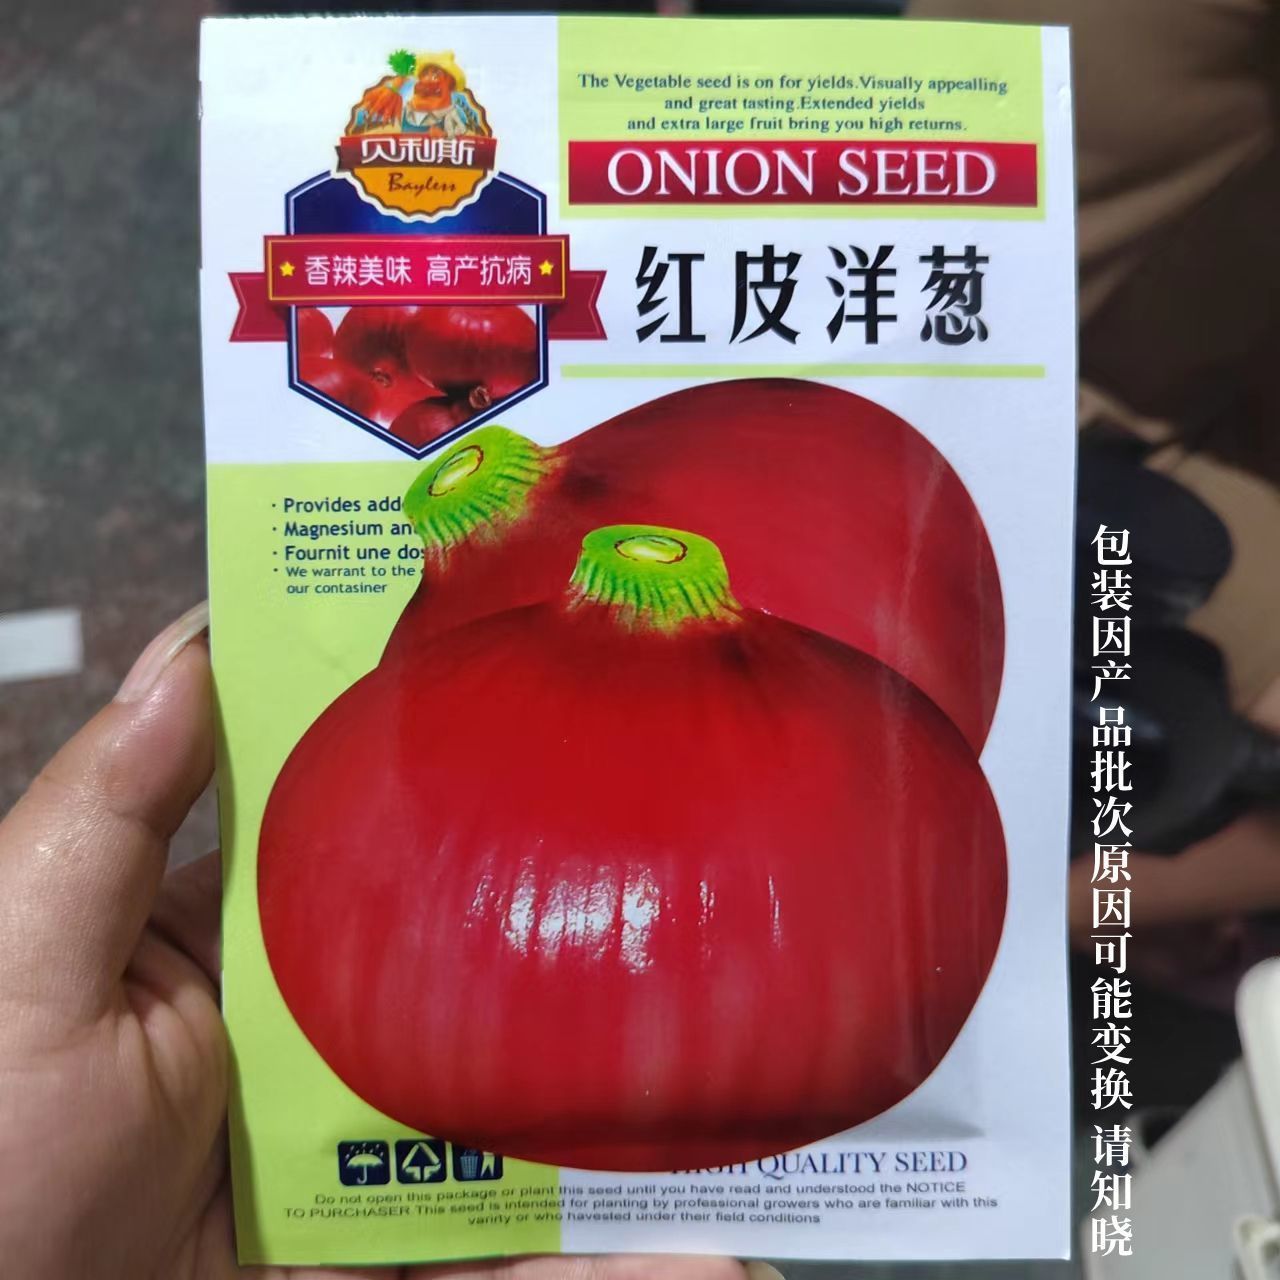 The Vegetable seed is on for yields.Visually appealling
and great tasting.Extended yields
and extra large fruit bring you high returns.
贝利斯
Bayless
ONION SEED
香辣美味 高产抗病
红皮洋葱
· Provides add
· Magnesium an
· Fournit une dos
· We warrant to the
our contasiner
包装因产品批次原因可能变换 请知晓
HIGH QUALITY SEED
Do not open this package or plant this seed until you have read and understood the NOTICE
TO PURCHASER This seed is intended for planting by professional growers who are familiar with this
varirty or who havested under their field conditions